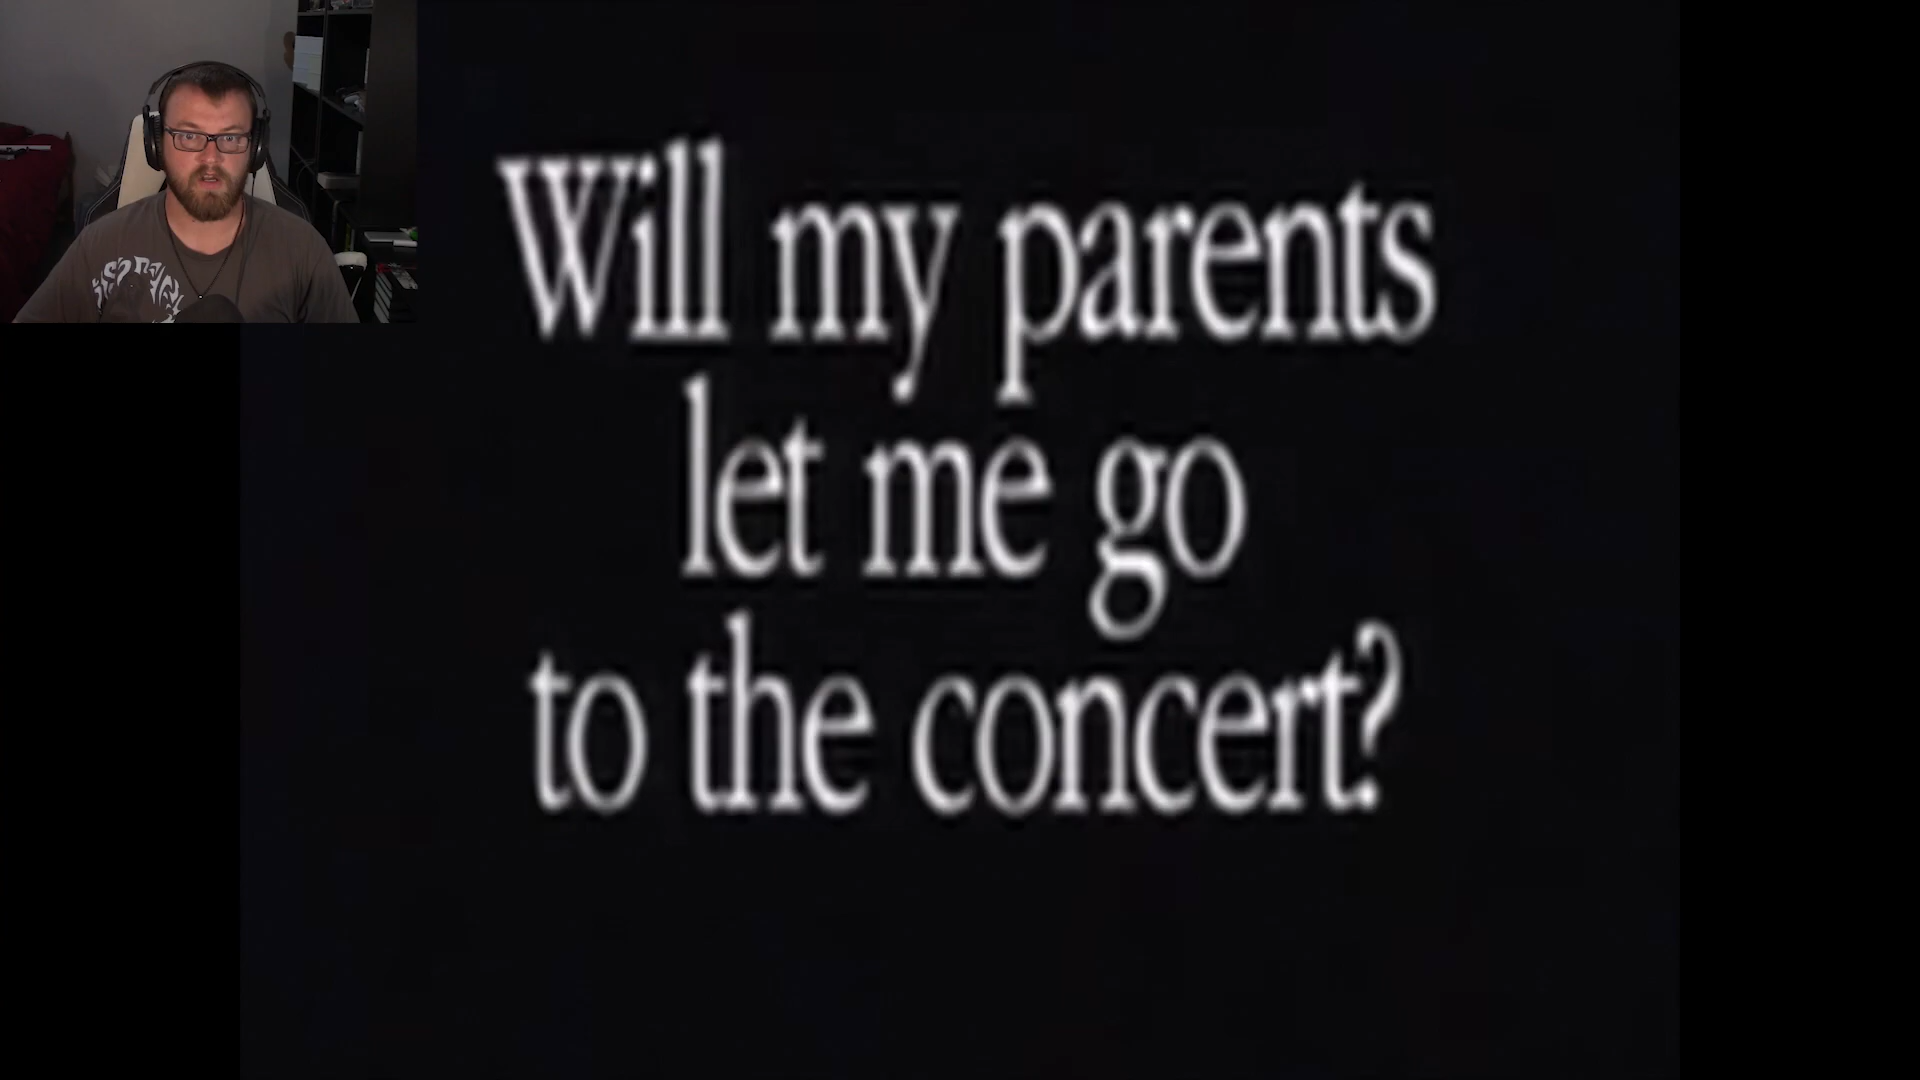 Will my parents
let me go
to the concert?